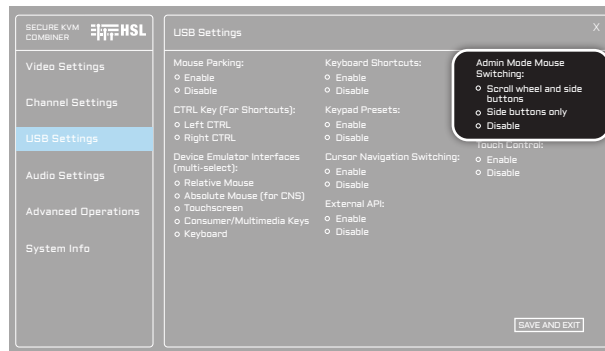 SECURE KVM
COMBINER
HSL
Video Settings
Channel Settings
USB Settings
Audio Settings
Advanced Operations
System Info
USB Settings
X
Mouse Parking:
Enable
Disable
CTRL Key (For Shortcuts):
Left CTRL
Right CTRL
Device Emulator Interfaces
(multi-select):
Relative Mouse
Absolute Mouse (for CNS)
Touchscreen
Consumer/Multimedia Keys
Keyboard
Keyboard Shortcuts:
Enable
Disable
Keypad Presets:
Enable
Disable
Cursor Navigation Switching:
Enable
Disable
External API:
Enable
Disable
Admin Mode Mouse
Switching:
Scroll wheel and side
buttons
Side buttons only
Disable
Touch Control:
Enable
Disable
SAVE AND EXIT